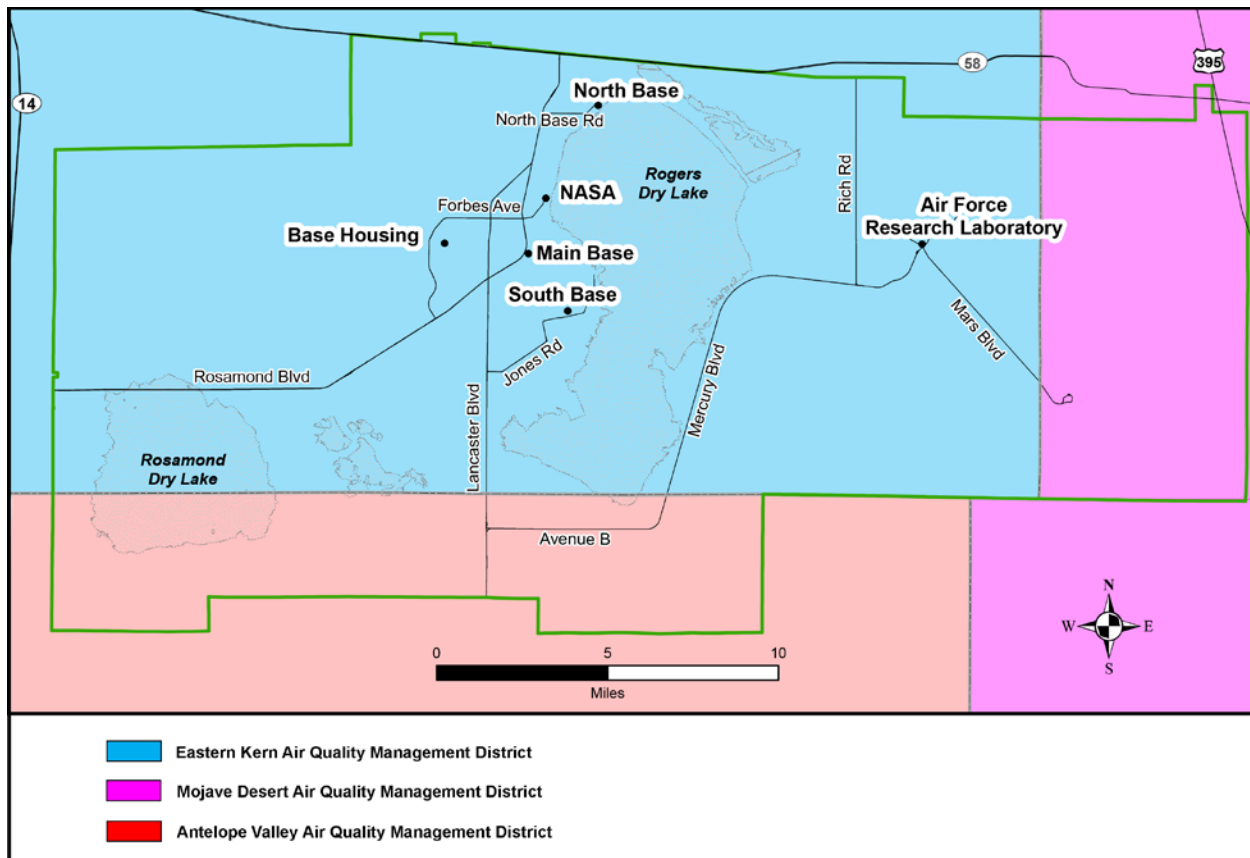 14
58
395
North Base
North Base Rd
Rogers
Dry Lake
Rich Rd
NASA
Forbes Ave
Air Force
Research Laboratory
Base Housing
Main Base
South Base
Mars Blvd
Jones Rd
Rosamond Blvd
Lancaster Blvd
Mercury Blvd
Rosamond
Dry Lake
Avenue B
N
W E
S
0 5 10
Miles
Eastern Kern Air Quality Management District
Mojave Desert Air Quality Management District
Antelope Valley Air Quality Management District